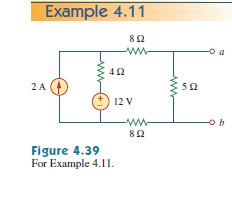 Example 4.11
8 Ω
a
4 Ω
2 A
5 Ω
+
12 V
-
b
8 Ω
Figure 4.39
For Example 4.11.